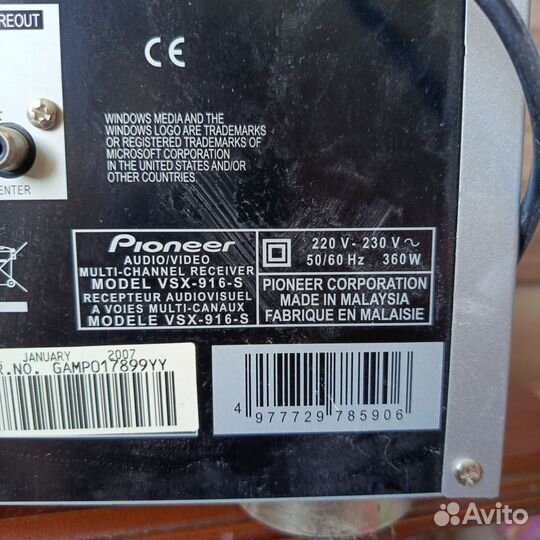 REOUT
CE
ENTER
WINDOWS MEDIA AND THE
WINDOWS LOGO ARE TRADEMARKS
OR REGISTERED TRADEMARKS OF
MICROSOFT CORPORATION
IN THE UNITED STATES AND/OR
OTHER COUNTRIES.
Pioneer
AUDIO/VIDEO
MULTI-CHANNEL RECEIVER
MODEL VSX-916-S
RECEPTEUR AUDIOVISUEL
A VOIES MULTI-CANAUX
MODELE VSX-916-S
220 V- 230 V ~
50/60 Hz 360W
PIONEER CORPORATION
MADE IN MALAYSIA
FABRIQUE EN MALAISIE
JANUARY 2007
R.NO. GAMP017899YY
4 977729 785906
Avito